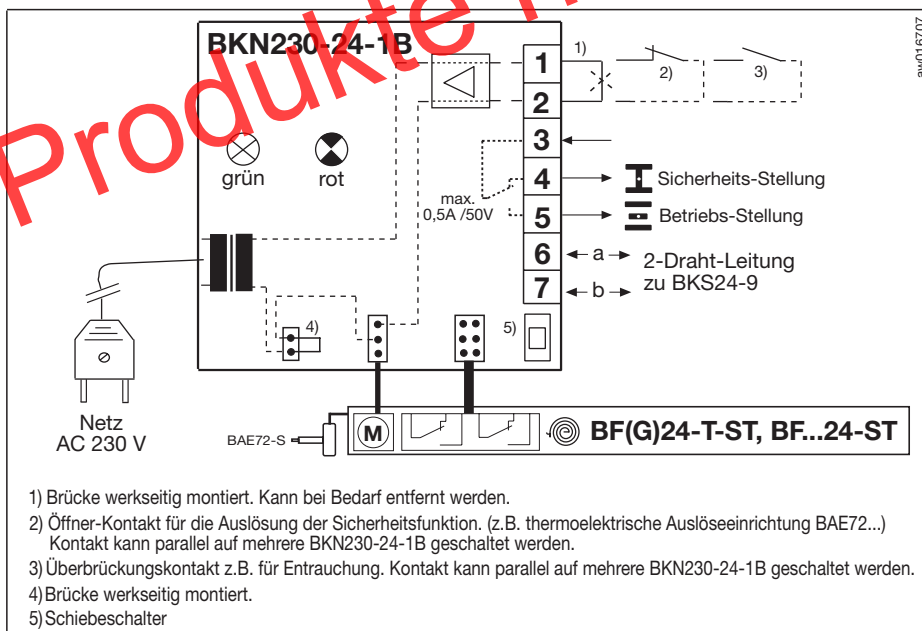 Produkte n
BKN230-24-1B
aw016707
1
2
3
4
5
6
7
1)
2)
3)
grün
rot
max.
0,5A /50V
Sicherheits-Stellung
Betriebs-Stellung
a
b
2-Draht-Leitung
zu BKS24-9
4)
5)
Netz
AC 230 V
BAE72-S
M
BF(G)24-T-ST, BF...24-ST
1) Brücke werkseitig montiert. Kann bei Bedarf entfernt werden.
2) Öffner-Kontakt für die Auslösung der Sicherheitsfunktion. (z.B. thermoelektrische Auslöseeinrichtung BAE72...)
Kontakt kann parallel auf mehrere BKN230-24-1B geschaltet werden.
3) Überbrückungskontakt z.B. für Entrauchung. Kontakt kann parallel auf mehrere BKN230-24-1B geschaltet werden.
4) Brücke werkseitig montiert.
5) Schiebeschalter